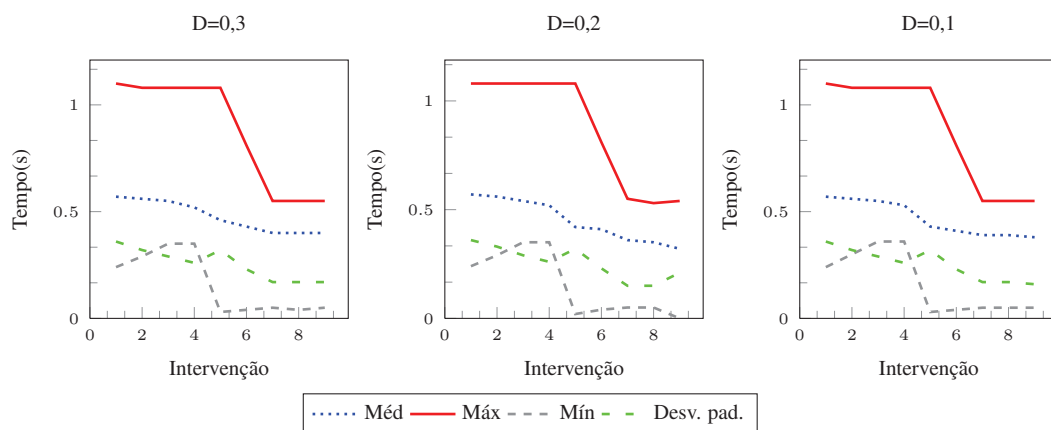 D=0,3 D=0,2 D=0,1
Tempo(s) Tempo(s) Tempo(s)
1 1 1
0.5 0.5 0.5
0 0 0
0 2 4 6 8 0 2 4 6 8 0 2 4 6 8
Intervenção Intervenção Intervenção
Méd Máx Mín Desv. pad.